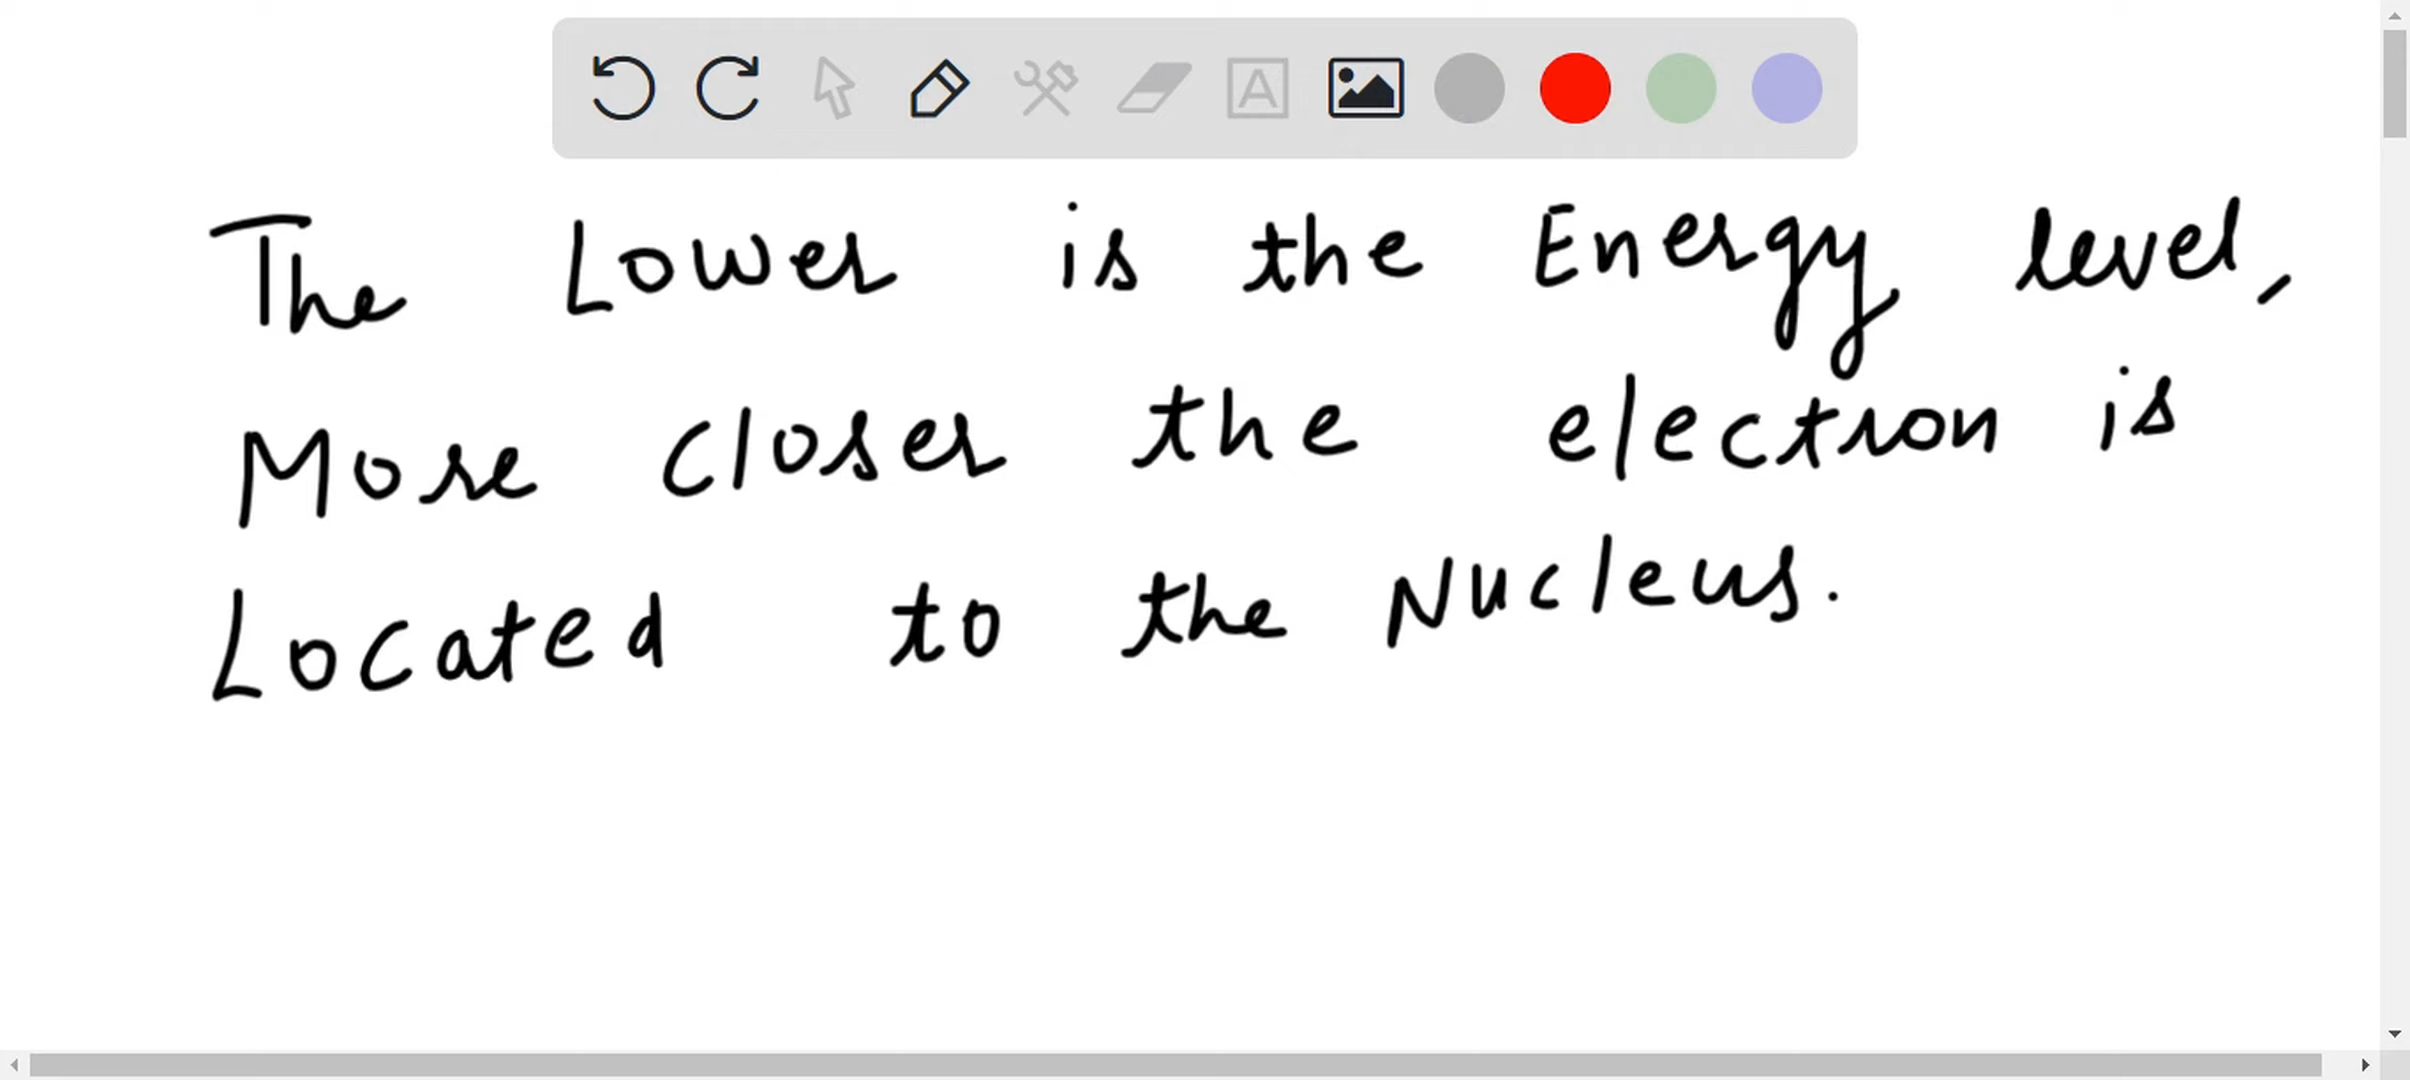 The Lower is the Energy level,
More closer the electron is
Located to the Nucleus.